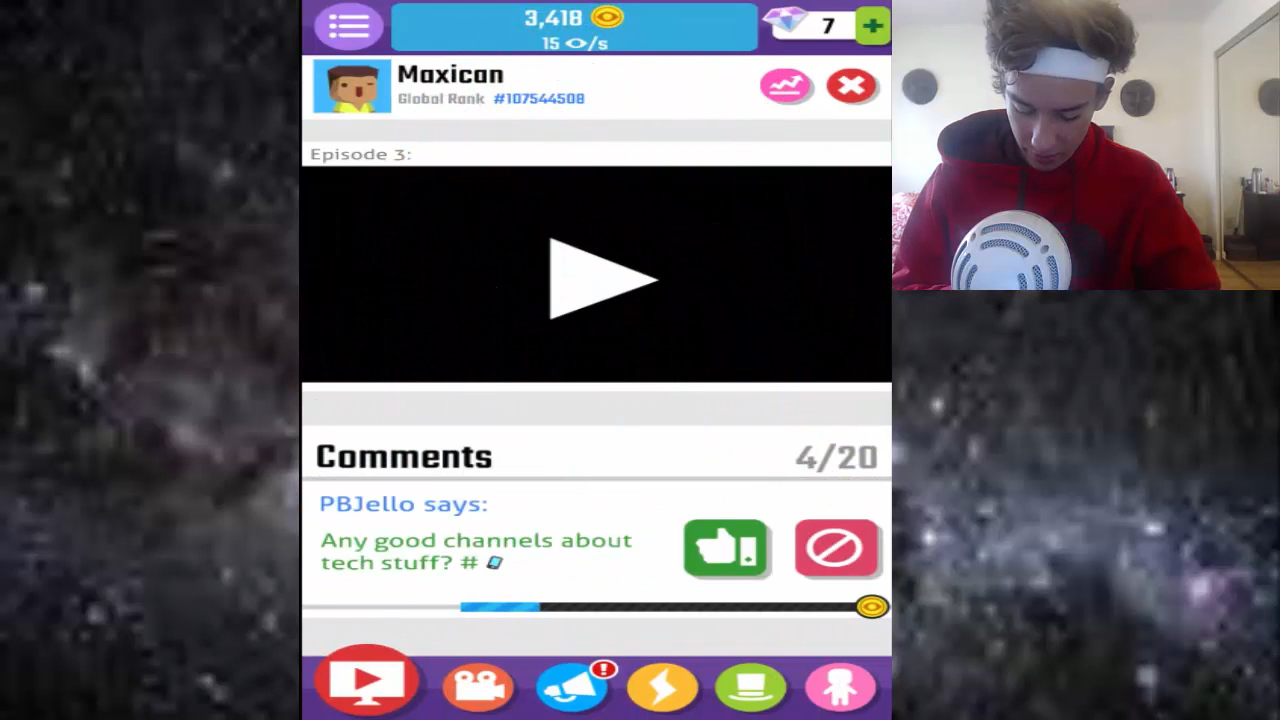 3,418
15 /s
7
Maxican
Global Rank #107544508
Episode 3:
Comments
4/20
PBJello says:
Any good channels about
tech stuff? #